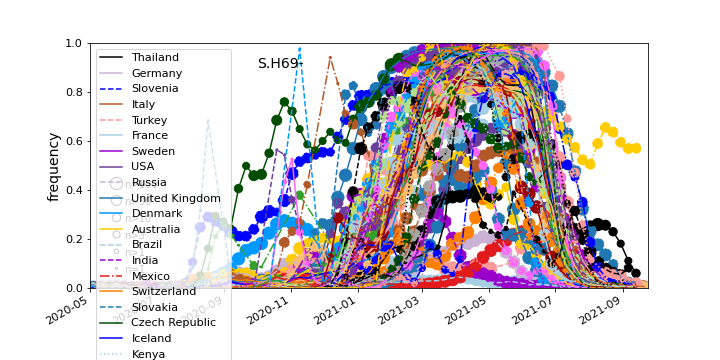 S.H69-
frequency
1.0
0.8
0.6
0.4
0.2
0.0
2020-05
2020-07
2020-09
2020-11
2021-01
2021-03
2021-05
2021-07
2021-09
Thailand
Germany
Slovenia
Italy
Turkey
France
Sweden
USA
Russia
United Kingdom
Denmark
Australia
Brazil
India
Mexico
Switzerland
Slovakia
Czech Republic
Iceland
Kenya